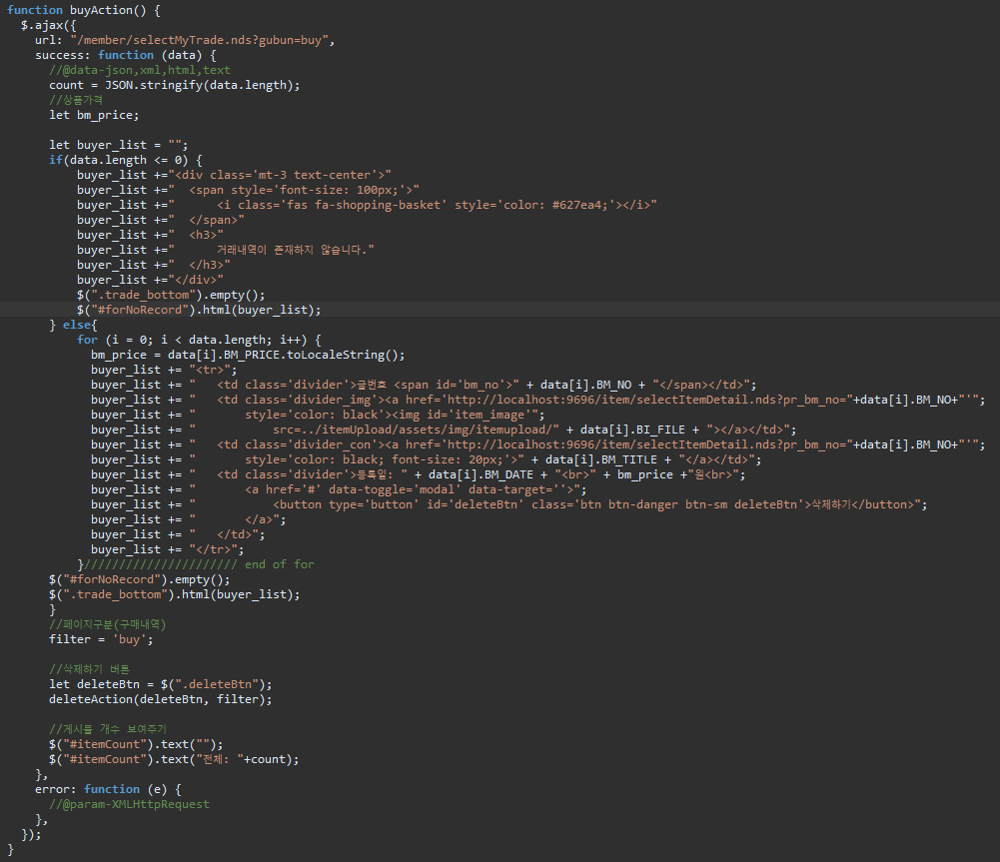 function buyAction() {
  $.ajax({
    url: "/member/selectMyTrade.nds?gubun=buy",
    success: function (data) {
      //@data-json,xml,html,text
      count = JSON.stringify(data.length);
      //상품가격
      let bm_price;

      let buyer_list = "";
      if(data.length <= 0) {
          buyer_list +="<div class='mt-3 text-center'>"
          buyer_list +="  <span style='font-size: 100px;'>"
          buyer_list +="      <i class='fas fa-shopping-basket' style='color: #627ea4;'></i>"
          buyer_list +="  </span>"
          buyer_list +="  <h3>"
          buyer_list +="      거래내역이 존재하지 않습니다."
          buyer_list +="  </h3>"
          buyer_list +="</div>"
          $(".trade_bottom").empty();
          $("#forNoRecord").html(buyer_list);
      } else{
          for (i = 0; i < data.length; i++) {
            bm_price = data[i].BM_PRICE.toLocaleString();
            buyer_list += "<tr>";
            buyer_list += "   <td class='divider'>글번호 <span id='bm_no'>" + data[i].BM_NO + "</span></td>";
            buyer_list += "   <td class='divider_img'><a href='http://localhost:9696/item/selectItemDetail.nds?pr_bm_no="+data[i].BM_NO+"'";
            buyer_list += "       style='color: black'><img id='item_image'";
            buyer_list += "           src=../itemUpload/assets/img/itemupload/" + data[i].BI_FILE + "></a></td>";
            buyer_list += "   <td class='divider_con'><a href='http://localhost:9696/item/selectItemDetail.nds?pr_bm_no="+data[i].BM_NO+"'";
            buyer_list += "       style='color: black; font-size: 20px;'>" + data[i].BM_TITLE + "</a></td>";
            buyer_list += "   <td class='divider'>등록일: " + data[i].BM_DATE + "<br>" + bm_price +"원<br>";
            buyer_list += "       <a href='#' data-toggle='modal' data-target=''>";
            buyer_list += "           <button type='button' id='deleteBtn' class='btn btn-danger btn-sm deleteBtn'>삭제하기</button>";
            buyer_list += "       </a>";
            buyer_list += "   </td>";
            buyer_list += "</tr>";
          }////////////////////// end of for
      $("#forNoRecord").empty();
      $(".trade_bottom").html(buyer_list);
      }
      //페이지구분(구매내역)
      filter = 'buy';

      //삭제하기 버튼
      let deleteBtn = $(".deleteBtn");
      deleteAction(deleteBtn, filter);

      //게시물 개수 보여주기
      $("#itemCount").text("");
      $("#itemCount").text("전체: "+count);
    },
    error: function (e) {
      //@param-XMLHttpRequest
    },
  });
}